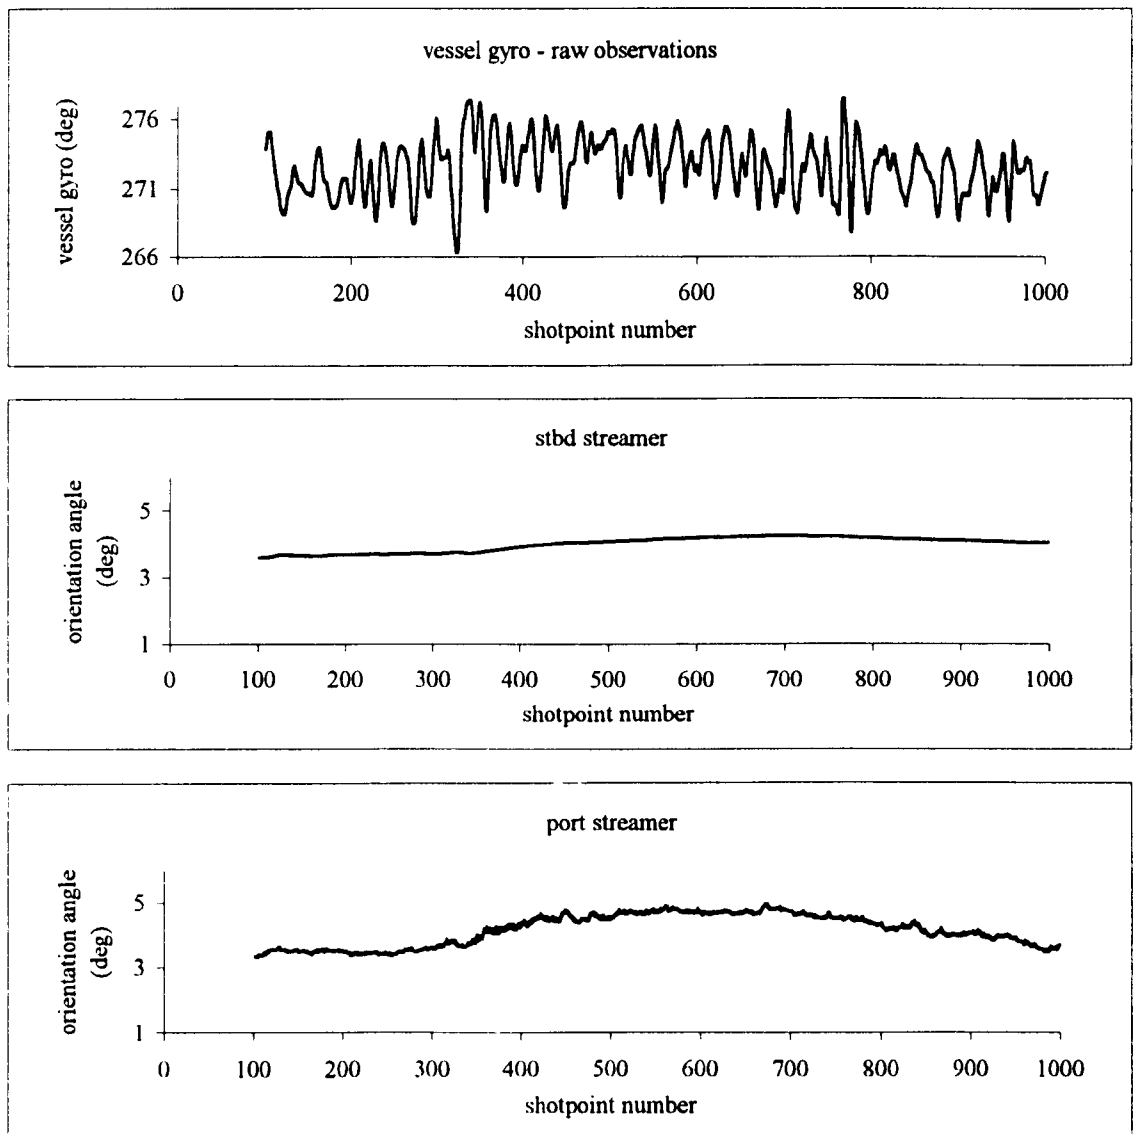 vessel gyro - raw observations
vessel gyro (deg)
276
271
266
0 200 400 600 800 1000
shotpoint number
stbd streamer
orientation angle
(deg)
5
3
1
0 100 200 300 400 500 600 700 800 900 1000
shotpoint number
port streamer
orientation angle
(deg)
5
3
1
0 100 200 300 400 500 600 700 800 900 1000
shotpoint number